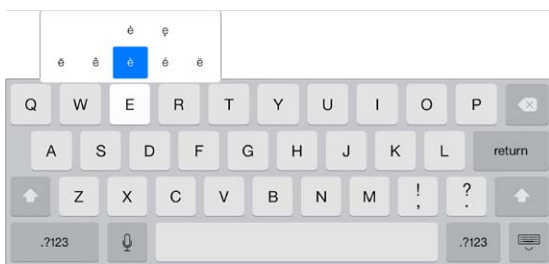 ė ę
ē ê è é ë
Q W E R T Y U I O P
A S D F G H J K L return
Z X C V B N M ! , ? .
.?123 .?123